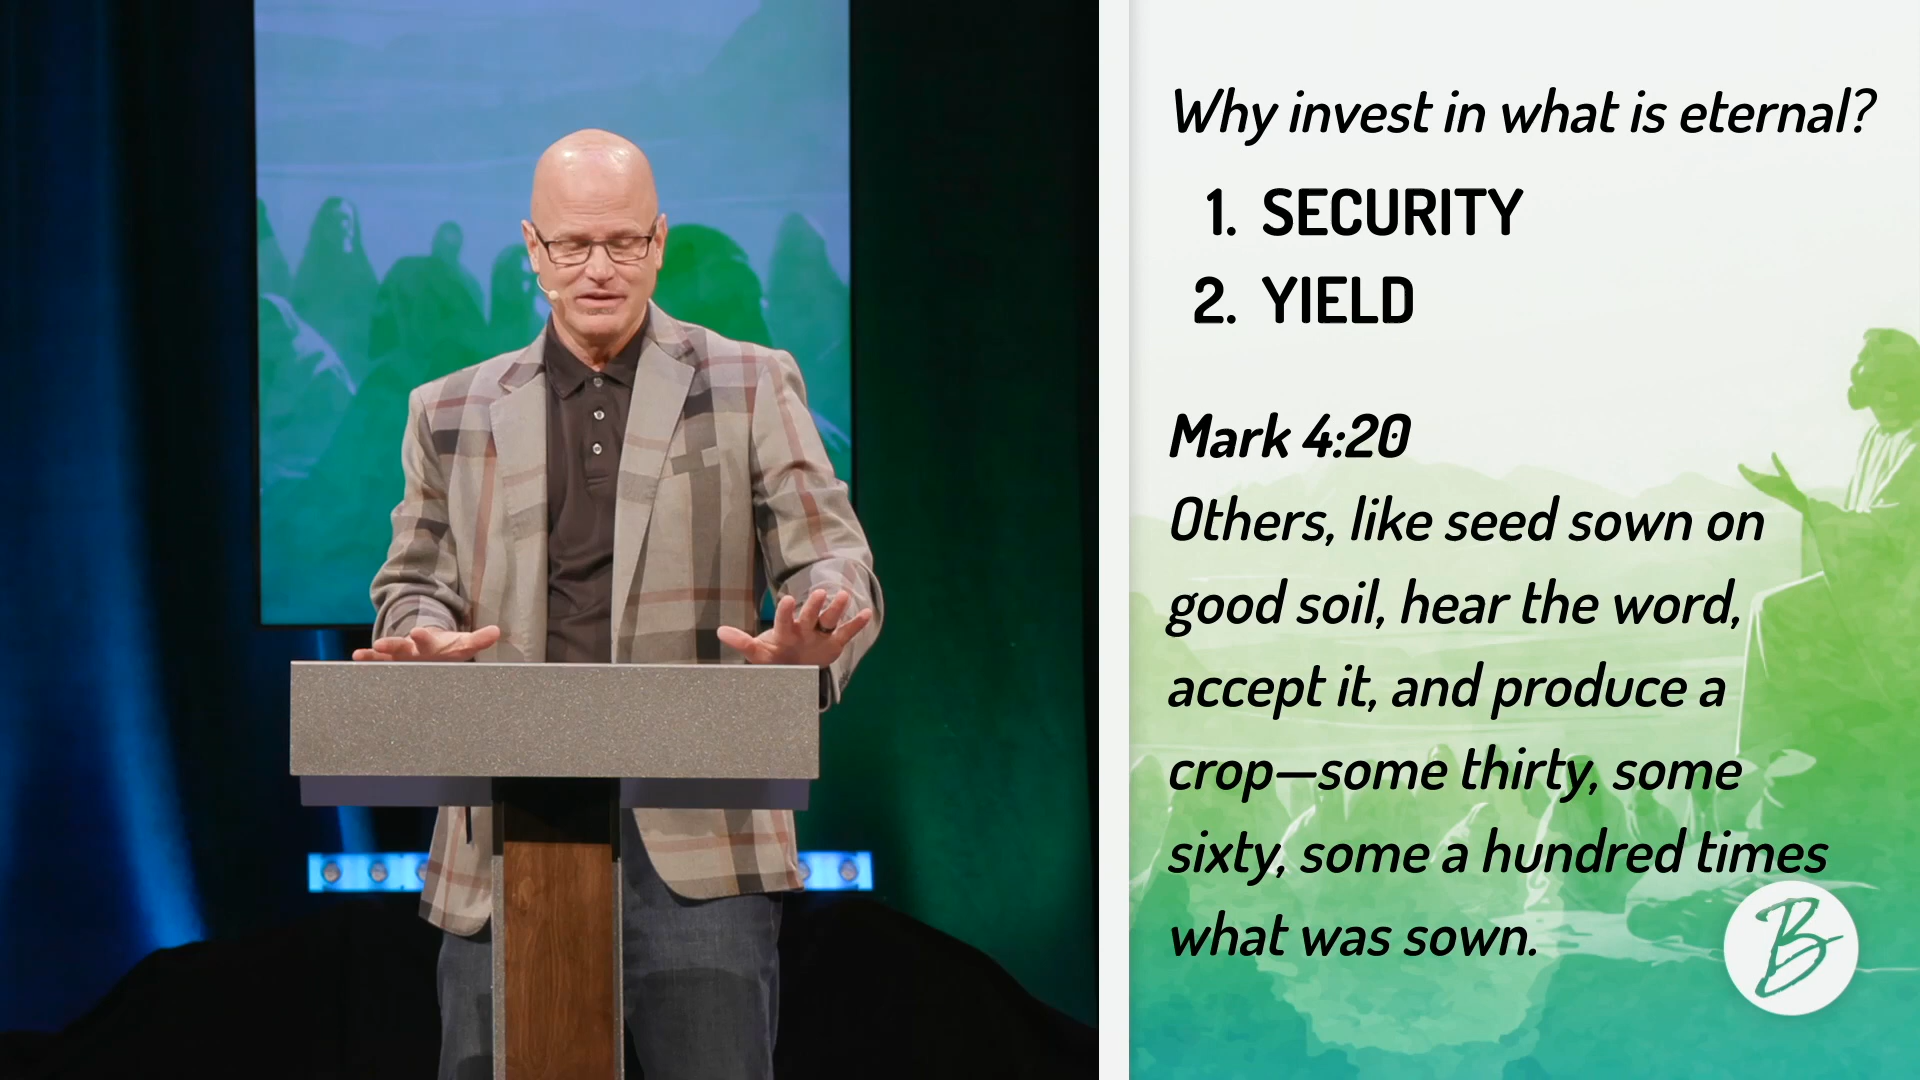 Why invest in what is eternal?
1. SECURITY
2. YIELD
Mark 4:20
Others, like seed sown on
good soil, hear the word,
accept it, and produce a
crop—some thirty, some
sixty, some a hundred times
what was sown.
B